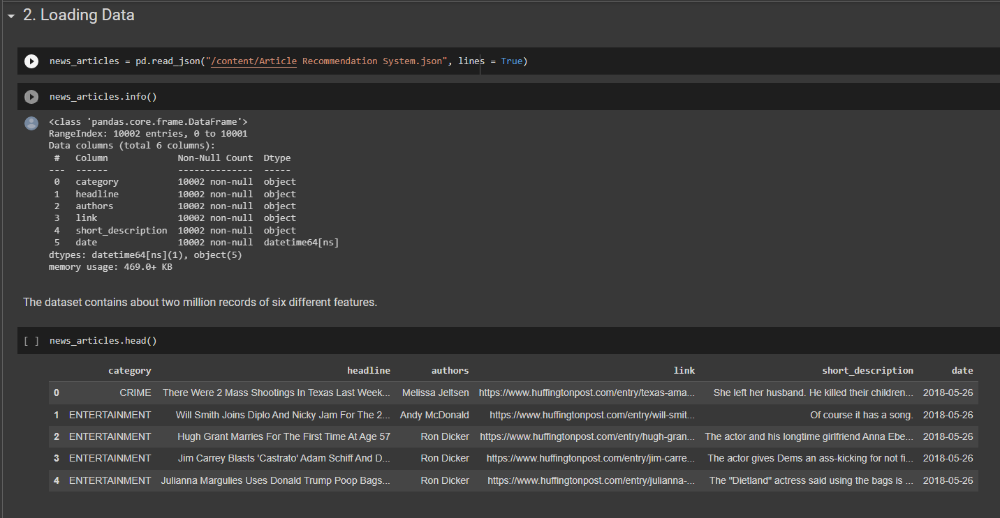 2. Loading Data
news_articles = pd.read_json("/content/Article Recommendation System.json", lines = True)
news_articles.info()
<class 'pandas.core.frame.DataFrame'>
RangeIndex: 10002 entries, 0 to 10001
Data columns (total 6 columns):
 #   Column             Non-Null Count  Dtype
---  ------             --------------  -----
 0   category           10002 non-null  object
 1   headline           10002 non-null  object
 2   authors            10002 non-null  object
 3   link               10002 non-null  object
 4   short_description  10002 non-null  object
 5   date               10002 non-null  datetime64[ns]
dtypes: datetime64[ns](1), object(5)
memory usage: 469.0+ KB
The dataset contains about two million records of six different features.
[ ] news_articles.head()
category headline authors link short_description date
0 CRIME There Were 2 Mass Shootings In Texas Last Week... Melissa Jeltsen https://www.huffingtonpost.com/entry/texas-ama... She left her husband. He killed their children... 2018-05-26
1 ENTERTAINMENT Will Smith Joins Diplo And Nicky Jam For The 2... Andy McDonald https://www.huffingtonpost.com/entry/will-smit... Of course it has a song. 2018-05-26
2 ENTERTAINMENT Hugh Grant Marries For The First Time At Age 57 Ron Dicker https://www.huffingtonpost.com/entry/hugh-gran... The actor and his longtime girlfriend Anna Ebe... 2018-05-26
3 ENTERTAINMENT Jim Carrey Blasts 'Castrato' Adam Schiff And D... Ron Dicker https://www.huffingtonpost.com/entry/jim-carre... The actor gives Dems an ass-kicking for not fi... 2018-05-26
4 ENTERTAINMENT Julianna Margulies Uses Donald Trump Poop Bags... Ron Dicker https://www.huffingtonpost.com/entry/julianna-... The "Dietland" actress said using the bags is ... 2018-05-26